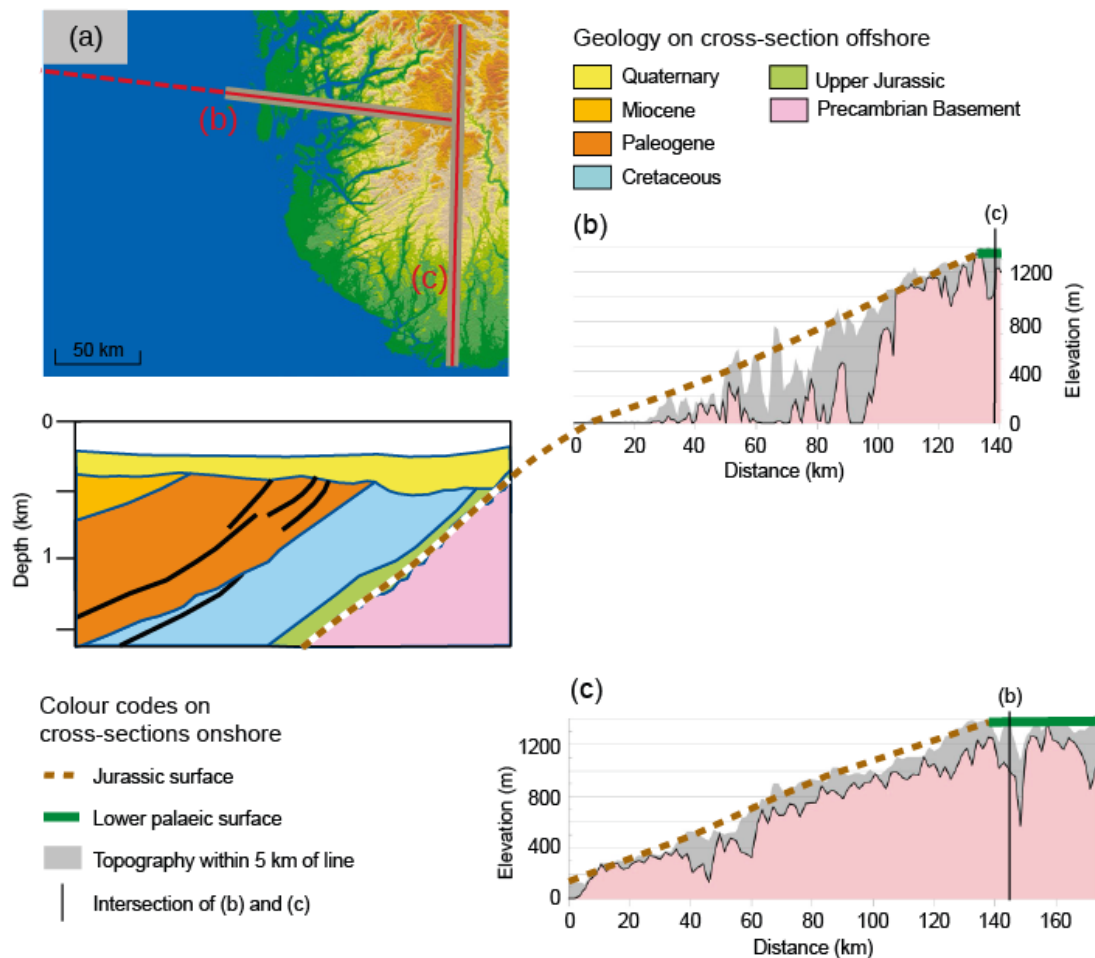 (a)
(b)
(c)
50 km
Geology on cross-section offshore
Quaternary
Upper Jurassic
Miocene
Precambrian Basement
Paleogene
Cretaceous
(b)
(c)
1200
800
400
0
Elevation (m)
0 20 40 60 80 100 120 140
Distance (km)
0
1
Depth (km)
Colour codes on
cross-sections onshore
Jurassic surface
Lower palaeic surface
Topography within 5 km of line
Intersection of (b) and (c)
(c)
(b)
1200
800
400
0
Elevation (m)
0 20 40 60 80 100 120 140 160
Distance (km)